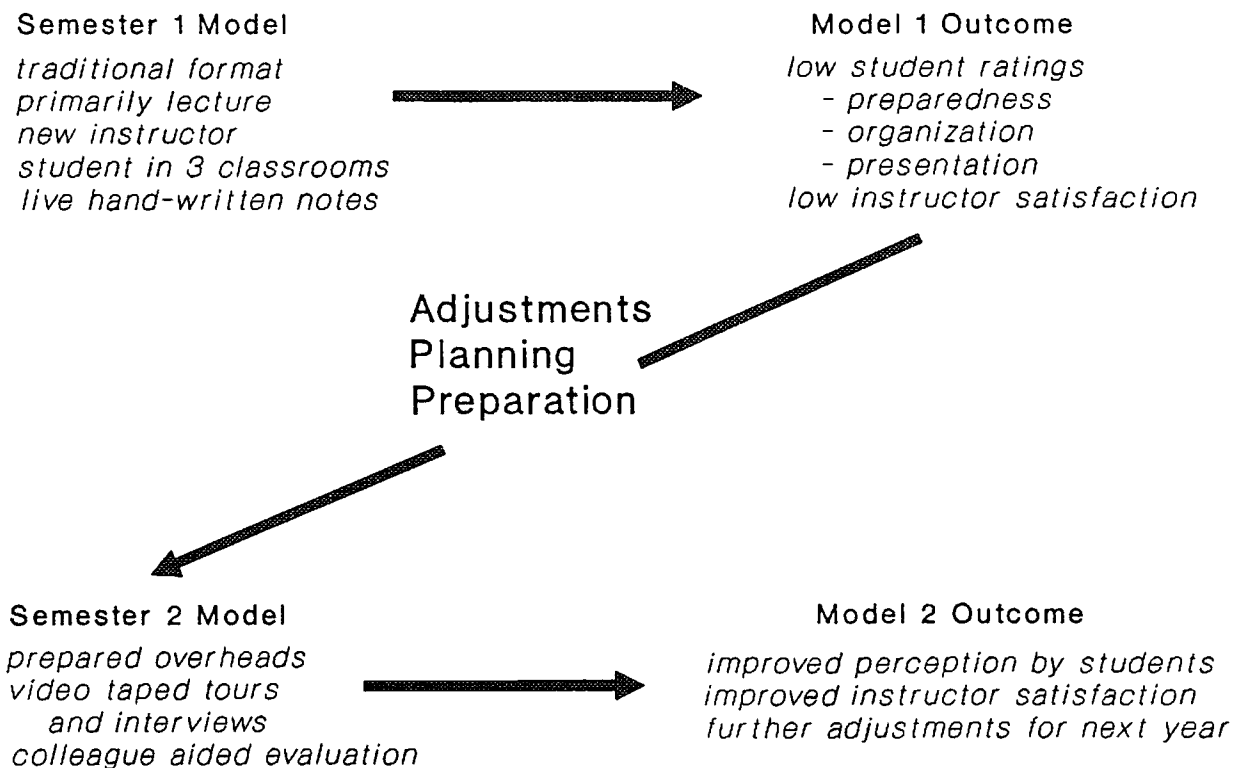 Semester 1 Model
traditional format
primarily lecture
new instructor
student in 3 classrooms
live hand-written notes
Model 1 Outcome
low student ratings
- preparedness
- organization
- presentation
low instructor satisfaction
Adjustments
Planning
Preparation
Semester 2 Model
prepared overheads
video taped tours
and interviews
colleague aided evaluation
Model 2 Outcome
improved perception by students
improved instructor satisfaction
further adjustments for next year